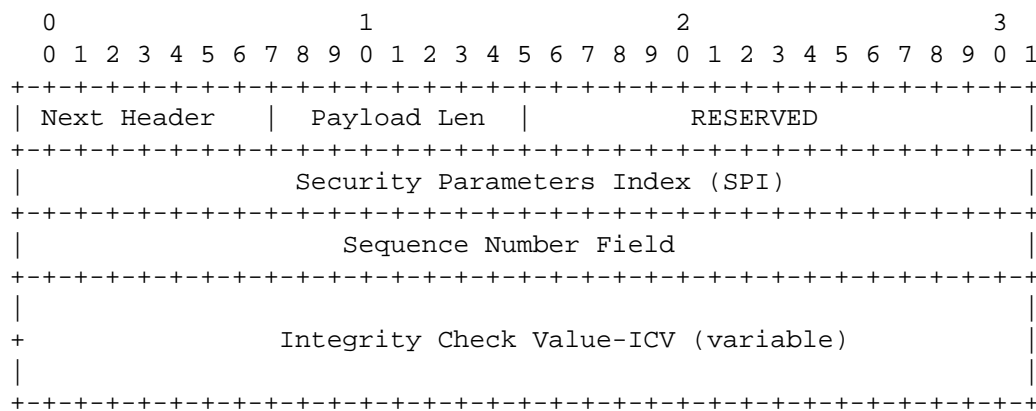 0                   1                   2                   3
 0 1 2 3 4 5 6 7 8 9 0 1 2 3 4 5 6 7 8 9 0 1 2 3 4 5 6 7 8 9 0 1
+-+-+-+-+-+-+-+-+-+-+-+-+-+-+-+-+-+-+-+-+-+-+-+-+-+-+-+-+-+-+-+-+
| Next Header   |  Payload Len  |          RESERVED             |
+-+-+-+-+-+-+-+-+-+-+-+-+-+-+-+-+-+-+-+-+-+-+-+-+-+-+-+-+-+-+-+-+
|                 Security Parameters Index (SPI)               |
+-+-+-+-+-+-+-+-+-+-+-+-+-+-+-+-+-+-+-+-+-+-+-+-+-+-+-+-+-+-+-+-+
|                    Sequence Number Field                      |
+-+-+-+-+-+-+-+-+-+-+-+-+-+-+-+-+-+-+-+-+-+-+-+-+-+-+-+-+-+-+-+-+
|                                                               |
+                Integrity Check Value-ICV (variable)           |
|                                                               |
+-+-+-+-+-+-+-+-+-+-+-+-+-+-+-+-+-+-+-+-+-+-+-+-+-+-+-+-+-+-+-+-+